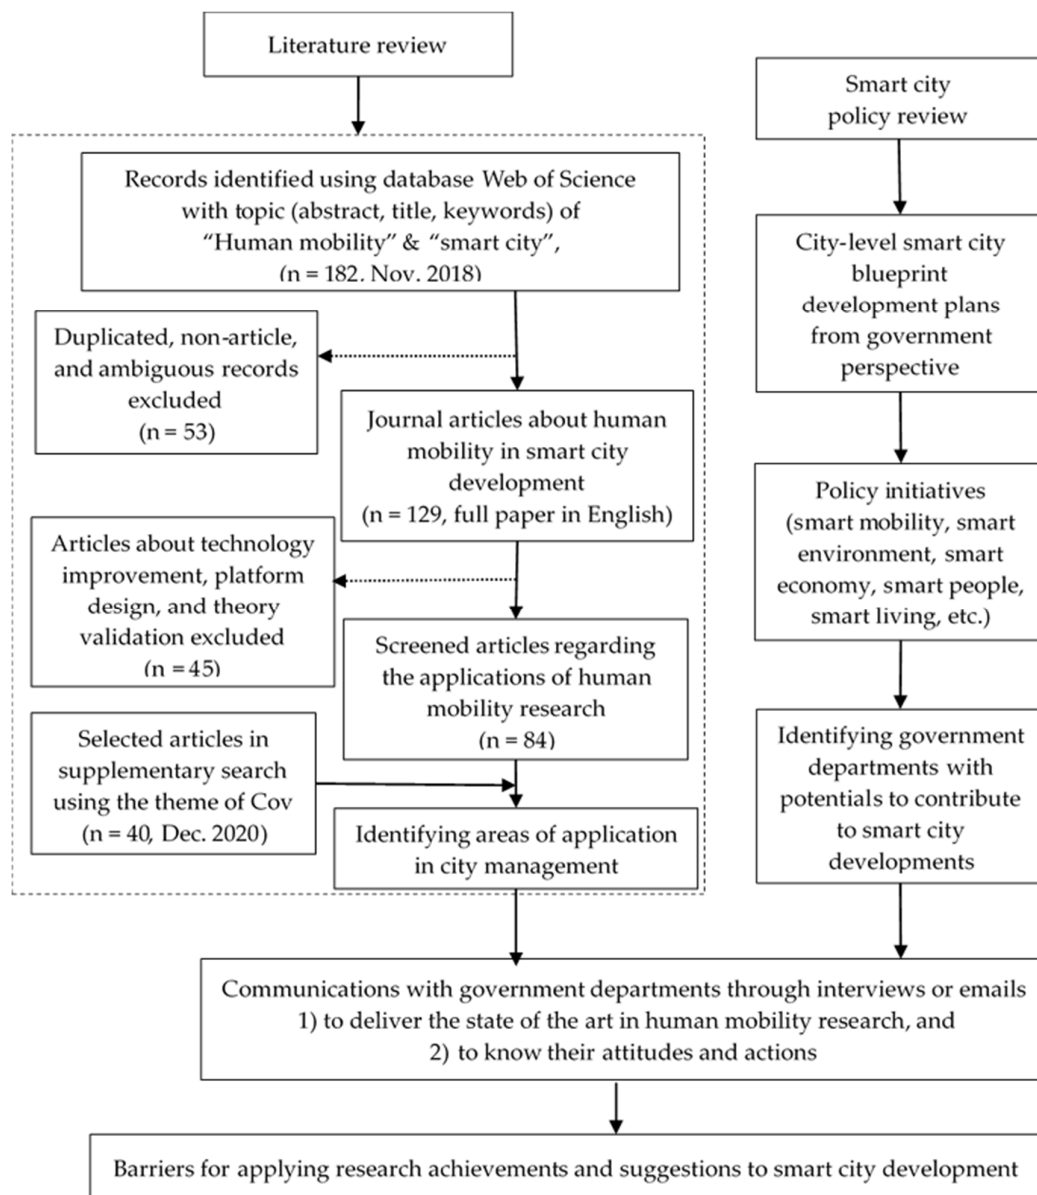 Literature review
Records identified using database Web of Science
with topic (abstract, title, keywords) of
“Human mobility” & “smart city”,
(n = 182, Nov. 2018)
Duplicated, non-article,
and ambiguous records
excluded
(n = 53)
Journal articles about human
mobility in smart city
development
(n = 129, full paper in English)
Articles about technology
improvement, platform
design, and theory
validation excluded
(n = 45)
Screened articles regarding
the applications of human
mobility research
(n = 84)
Selected articles in
supplementary search
using the theme of Cov
(n = 40, Dec. 2020)
Identifying areas of application
in city management
Smart city
policy review
City-level smart city
blueprint
development plans
from government
perspective
Policy initiatives
(smart mobility, smart
environment, smart
economy, smart people,
smart living, etc.)
Identifying government
departments with
potentials to contribute
to smart city
developments
Communications with government departments through interviews or emails
1) to deliver the state of the art in human mobility research, and
2) to know their attitudes and actions
Barriers for applying research achievements and suggestions to smart city development